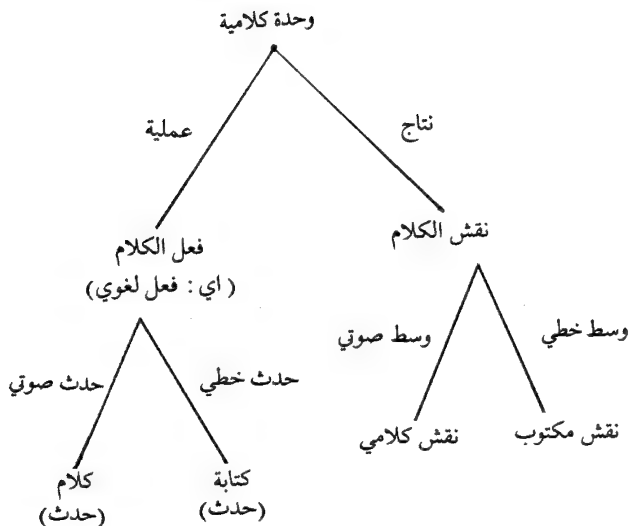 وحدة كلامية
نتاج
عملية
نقش الكلام
فعل الكلام
(اي : فعل لغوي)
وسط خطي
وسط صوتي
حدث خطي
حدث صوتي
نقش مكتوب
نقش كلامي
كتابة
(حدث)
كلام
(حدث)